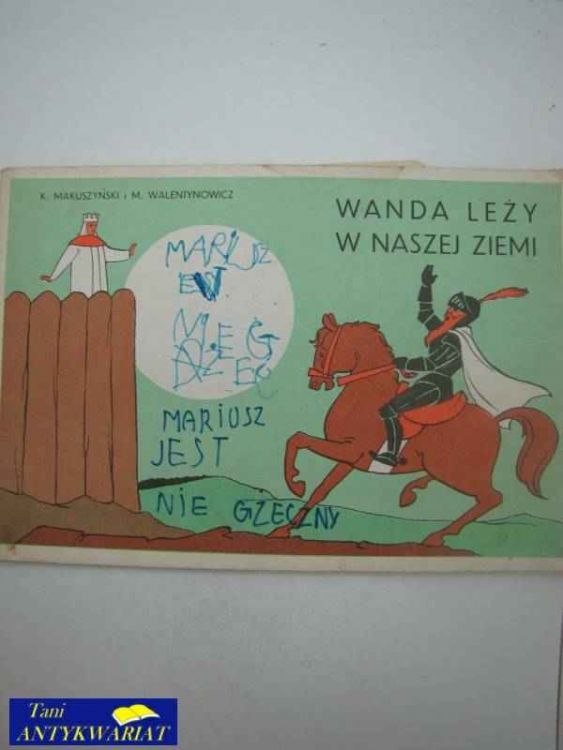 K. MAKUSZYŃSKI i M. WALENTYNOWICZ
WANDA LEŻY
W NASZEJ ZIEMI
MARIUSZ
MARIUSZ
JEST
NIE GZECZNY
Tani
ANTYKWARIAT